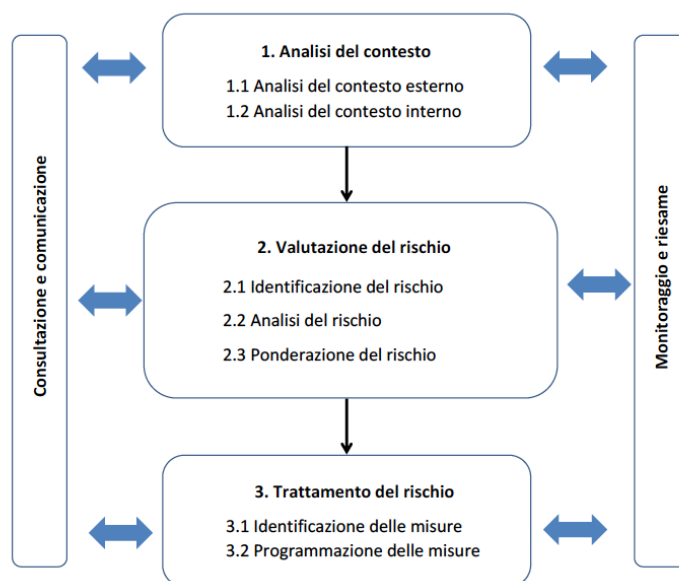 1. Analisi del contesto
1.1 Analisi del contesto esterno
1.2 Analisi del contesto interno
Consultazione e comunicazione
2. Valutazione del rischio
2.1 Identificazione del rischio
2.2 Analisi del rischio
2.3 Ponderazione del rischio
Monitoraggio e riesame
3. Trattamento del rischio
3.1 Identificazione delle misure
3.2 Programmazione delle misure